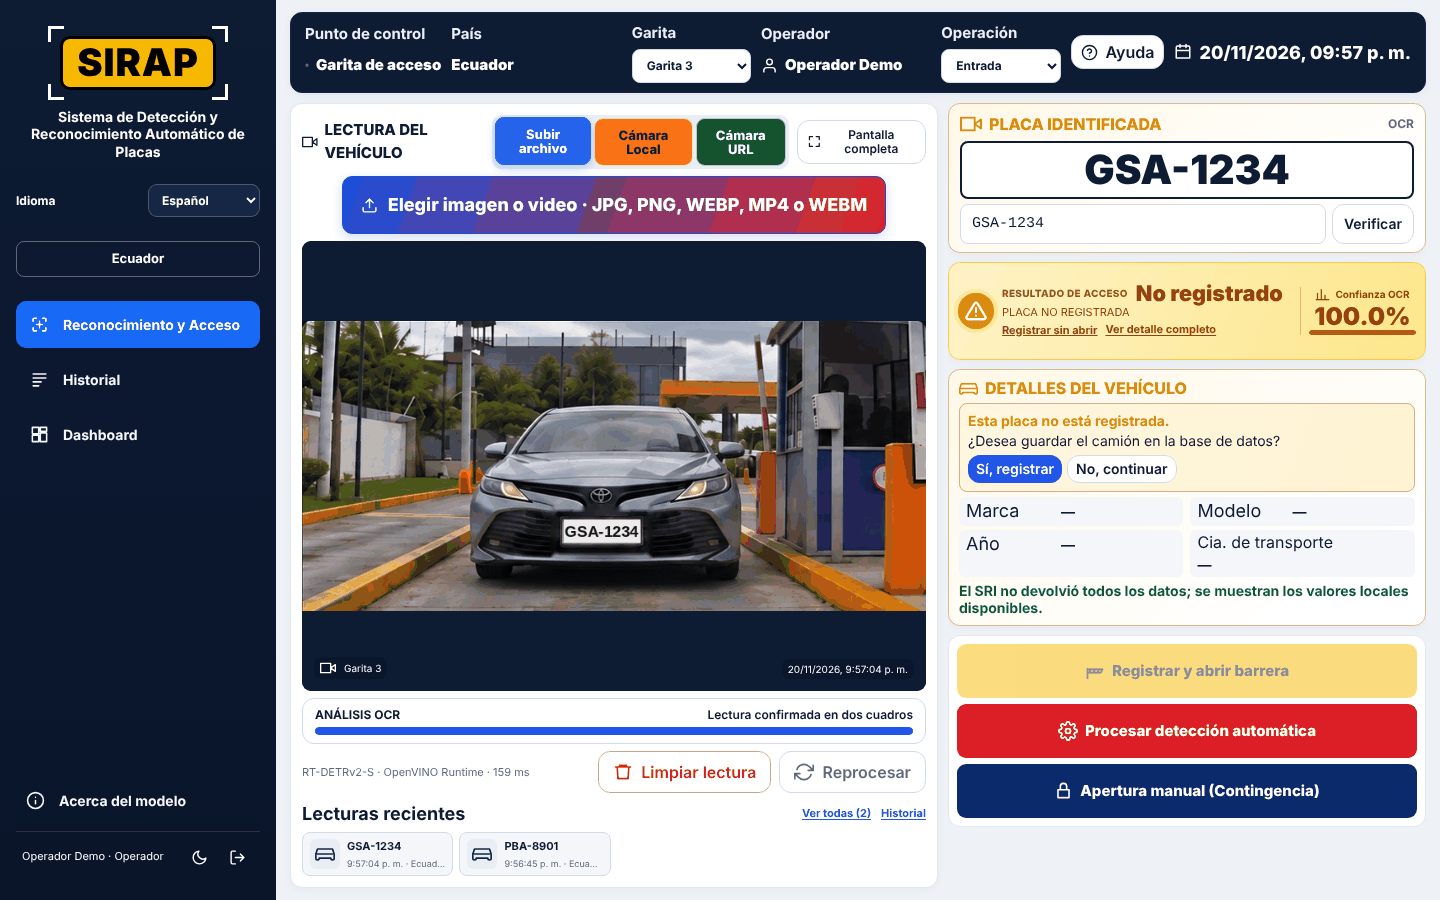 SIRAP
Sistema de Detección y
Reconocimiento Automático de
Placas
Idioma
Español
Ecuador
Reconocimiento y Acceso
Historial
Dashboard
Acerca del modelo
Operador Demo · Operador
Punto de control
Garita de acceso
País
Ecuador
Garita
Garita 3
Operador
Operador Demo
Operación
Entrada
Ayuda
20/11/2026, 09:57 p. m.
LECTURA DEL
VEHÍCULO
Subir
archivo
Cámara
Local
Cámara
URL
Pantalla
completa
Elegir imagen o video · JPG, PNG, WEBP, MP4 o WEBM
GSA-1234
Garita 3
20/11/2026, 9:57:04 p. m.
ANÁLISIS OCR
Lectura confirmada en dos cuadros
RT-DETRv2-S · OpenVINO Runtime · 159 ms
Limpiar lectura
Reprocesar
Lecturas recientes
Ver todas (2)
Historial
GSA-1234
9:57:04 p. m. · Ecuad...
PBA-8901
9:56:45 p. m. · Ecua...
PLACA IDENTIFICADA
OCR
GSA-1234
GSA-1234
Verificar
RESULTADO DE ACCESO No registrado
PLACA NO REGISTRADA
Registrar sin abrir
Ver detalle completo
Confianza OCR
100.0%
DETALLES DEL VEHÍCULO
Esta placa no está registrada.
¿Desea guardar el camión en la base de datos?
Sí, registrar
No, continuar
Marca —
Modelo —
Año —
Cia. de transporte
—
El SRI no devolvió todos los datos; se muestran los valores locales
disponibles.
Registrar y abrir barrera
Procesar detección automática
Apertura manual (Contingencia)